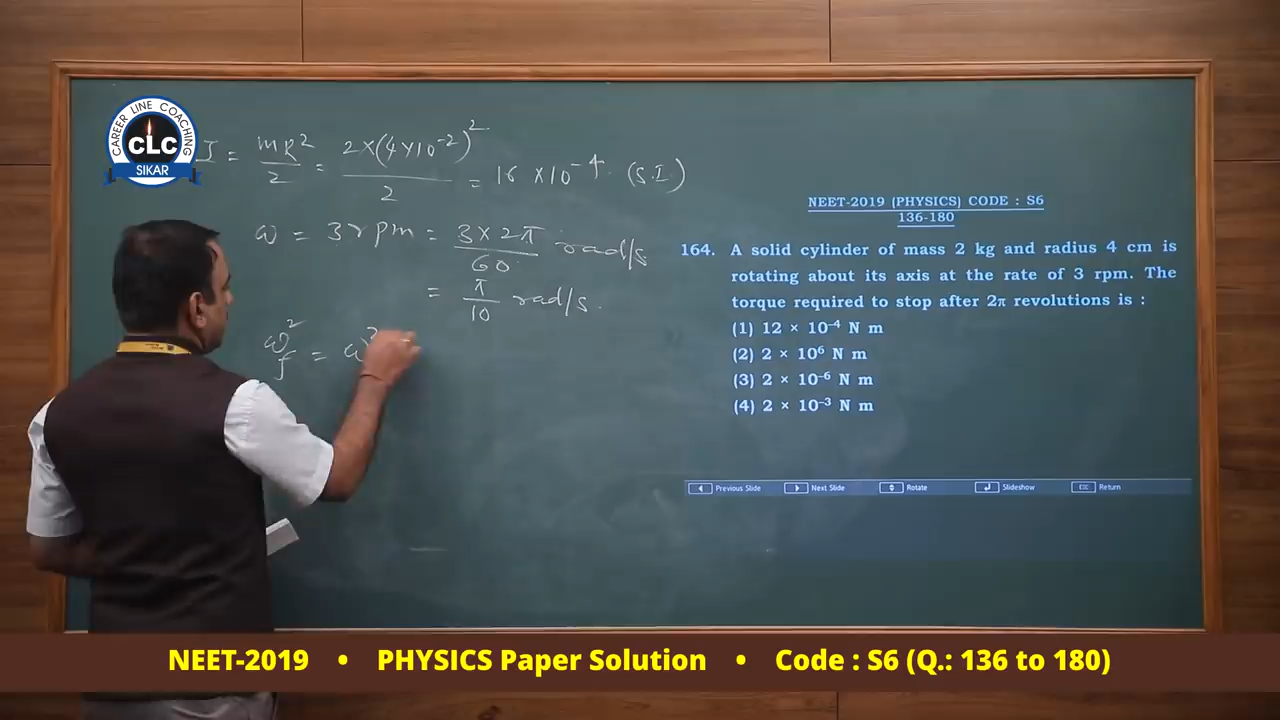 CAREER LINE COACHING
CLC
SIKAR
I = mR²/2 = 2×(4×10⁻²)²/2 = 16 ×10⁻⁴ (S.I)
ω = 3 rpm = 3×2π/60 rad/s
= π/10 rad/s.
ω_f² = ω²
NEET-2019 (PHYSICS) CODE : S6
136-180
164. A solid cylinder of mass 2 kg and radius 4 cm is
rotating about its axis at the rate of 3 rpm. The
torque required to stop after 2π revolutions is :
(1) 12 × 10⁻⁴ N m
(2) 2 × 10⁶ N m
(3) 2 × 10⁻⁶ N m
(4) 2 × 10⁻³ N m
Previous Slide Next Slide Rotate Slideshow ESC Return
NEET-2019 • PHYSICS Paper Solution • Code : S6 (Q.: 136 to 180)